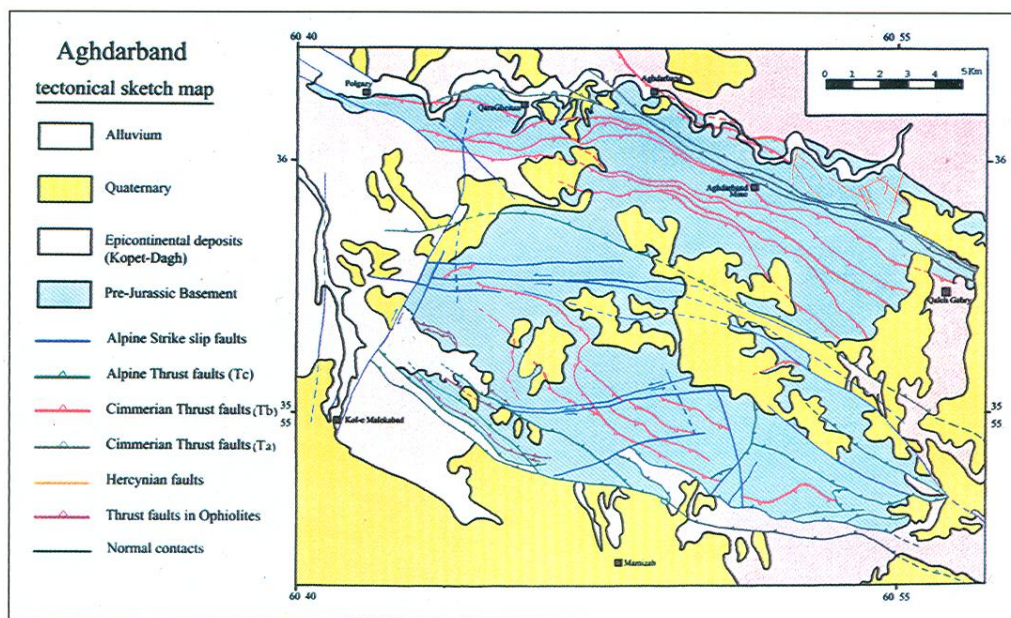 Aghdarband
tectonical sketch map
Alluvium
Quaternary
Epicontinental deposits
(Kopet-Dagh)
Pre-Jurassic Basement
Alpine Strike slip faults
Alpine Thrust faults (Tc)
Cimmerian Thrust faults (Tb)
Cimmerian Thrust faults (Ta)
Hercynian faults
Thrust faults in Ophiolites
Normal contacts
60 40
60 55
0 1 2 3 4 5 Km
Polgary
Aghdarband
36
36
Aghdarband
Qaleh Gabry
35
55
35
55
Kol-e Malekabad
60 40
60 55